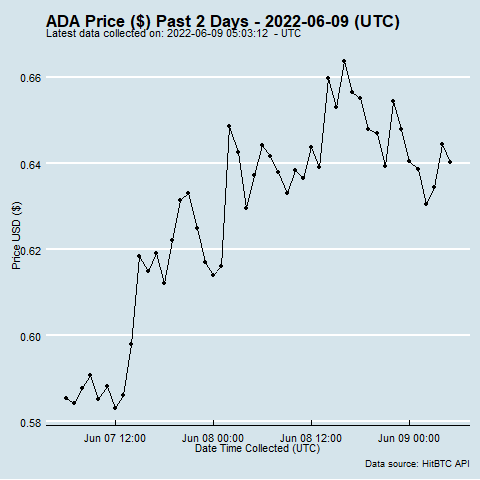 ADA Price ($) Past 2 Days - 2022-06-09 (UTC)
Latest data collected on: 2022-06-09 05:03:12  - UTC
Price USD ($)
0.66
0.64
0.62
0.60
0.58
Jun 07 12:00 Jun 08 00:00 Jun 08 12:00 Jun 09 00:00
Date Time Collected (UTC)
Data source: HitBTC API